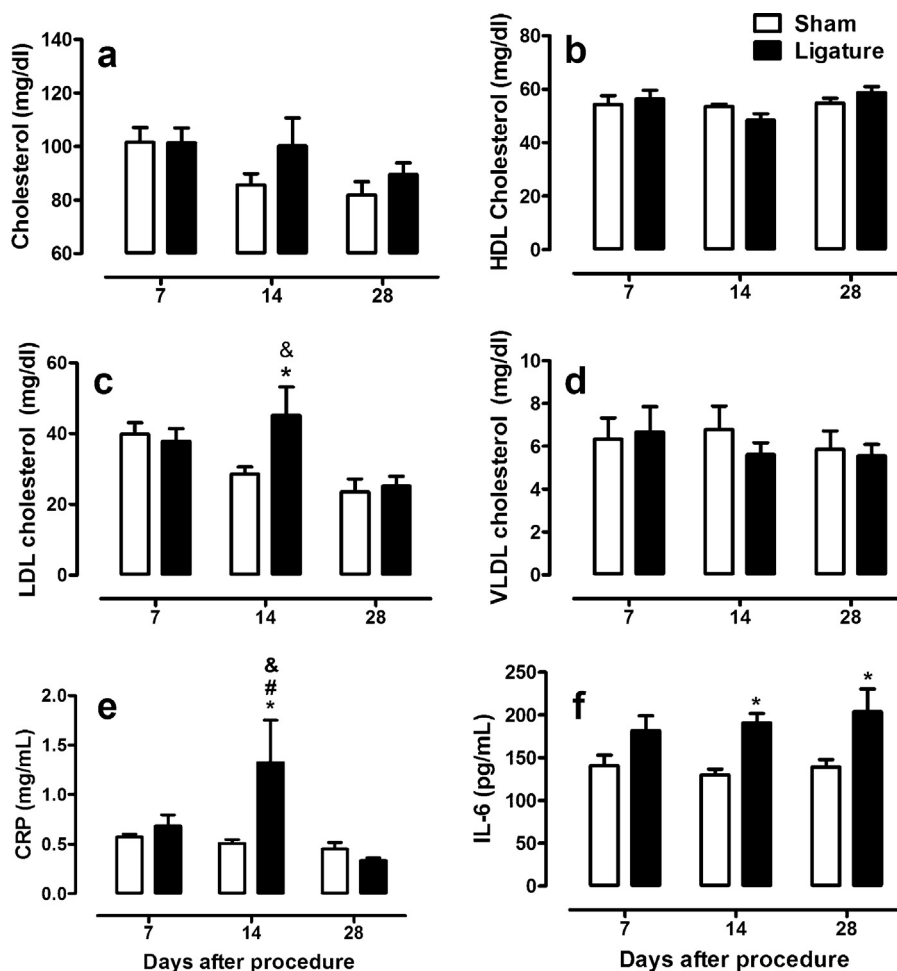 a
Cholesterol (mg/dl)
140
120
100
80
60
7 14 28
b
Sham
Ligature
HDL Cholesterol (mg/dl)
80
60
40
20
0
7 14 28
c
LDL cholesterol (mg/dl)
60
40
20
0
&
*
7 14 28
d
VLDL cholesterol (mg/dl)
8
6
4
2
0
7 14 28
e
CRP (mg/mL)
2.0
1.5
1.0
0.5
0.0
&
#
*
7 14 28
Days after procedure
f
IL-6 (pg/mL)
250
200
150
100
50
0
* *
7 14 28
Days after procedure